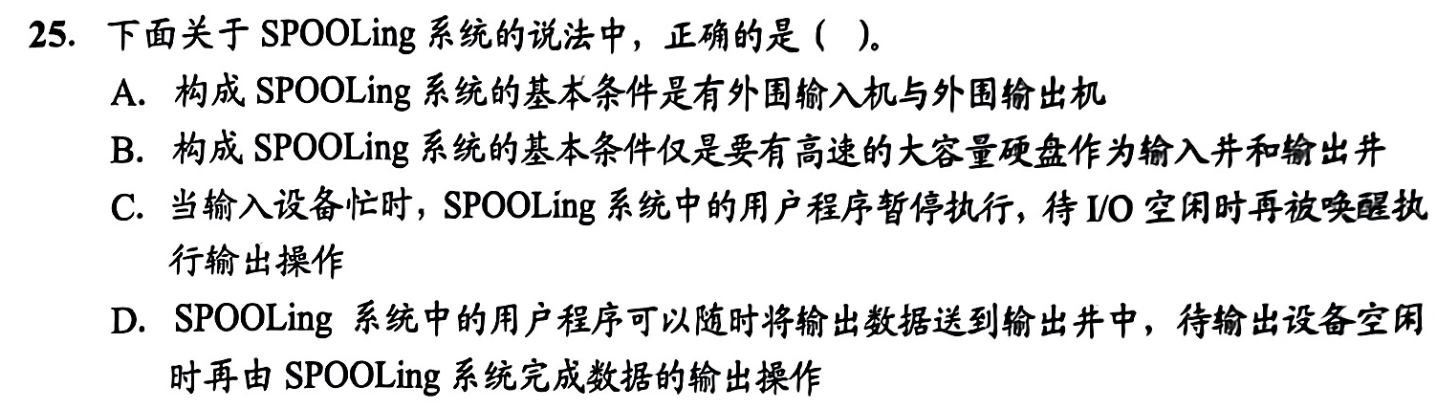 25. 下面关于 SPOOLing 系统的说法中，正确的是（ ）。
A. 构成 SPOOLing 系统的基本条件是有外围输入机与外围输出机
B. 构成 SPOOLing 系统的基本条件仅是要有高速的大容量硬盘作为输入井和输出井
C. 当输入设备忙时，SPOOLing 系统中的用户程序暂停执行，待 I/O 空闲时再被唤醒执
行输出操作
D. SPOOLing 系统中的用户程序可以随时将输出数据送到输出井中，待输出设备空闲
时再由 SPOOLing 系统完成数据的输出操作